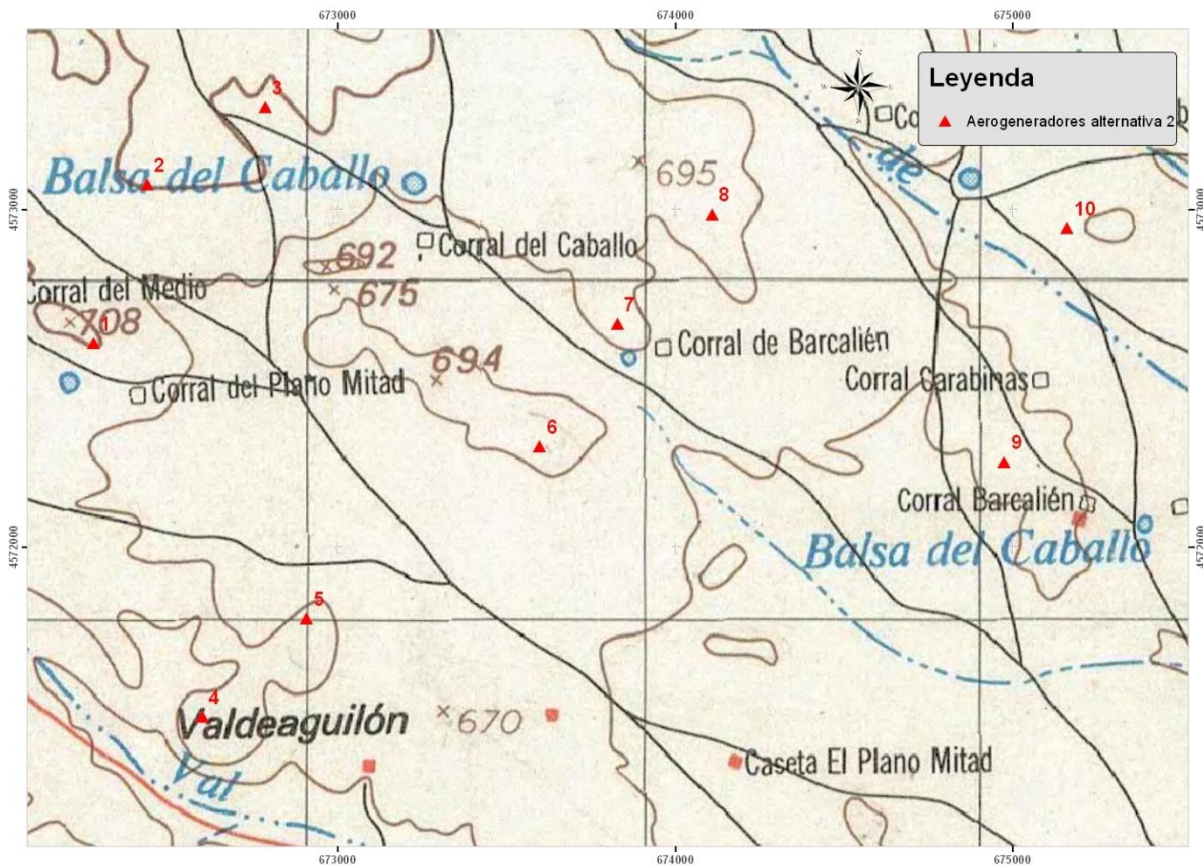 673000
674000
675000
Leyenda
Aerogeneradores alternativa 2
3
2
Balsa del Caballo
695
de
8
10
4573000
4573000
Corral del Caballo
692
675
Corral del Medio
708
1
7
694
Corral de Barcalién
Corral del Plano Mitad
Corral Carabinas
6
9
Corral Barcalién
4572000
4572000
Balsa del Caballo
5
4
Valdeaguilón
670
Val
Caseta El Plano Mitad
673000
674000
675000